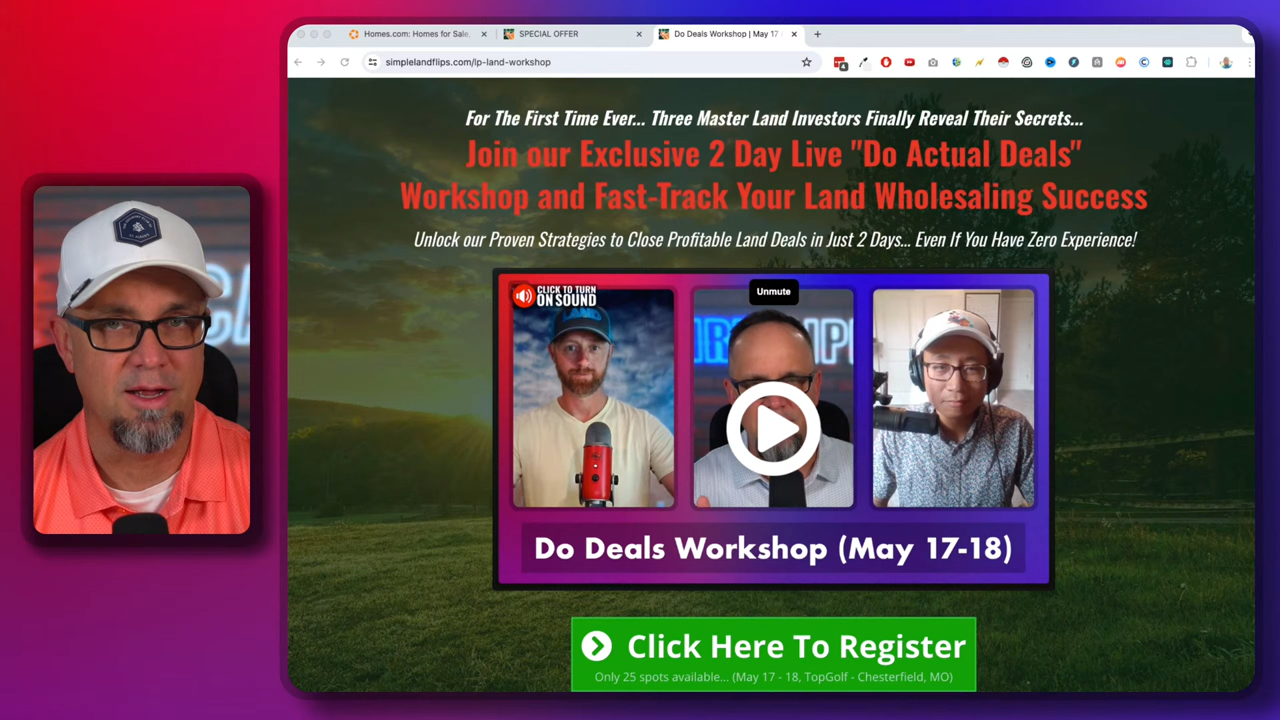 Homes.com: Homes for Sale,
SPECIAL OFFER
Do Deals Workshop | May 17
simplelandflips.com/lp-land-workshop
4
For The First Time Ever... Three Master Land Investors Finally Reveal Their Secrets...
Join our Exclusive 2 Day Live "Do Actual Deals"
Workshop and Fast-Track Your Land Wholesaling Success
Unlock our Proven Strategies to Close Profitable Land Deals in Just 2 Days... Even If You Have Zero Experience!
CLICK TO TURN
ON SOUND
Unmute
LAND
Do Deals Workshop (May 17-18)
Click Here To Register
Only 25 spots available... (May 17 - 18, TopGolf - Chesterfield, MO)